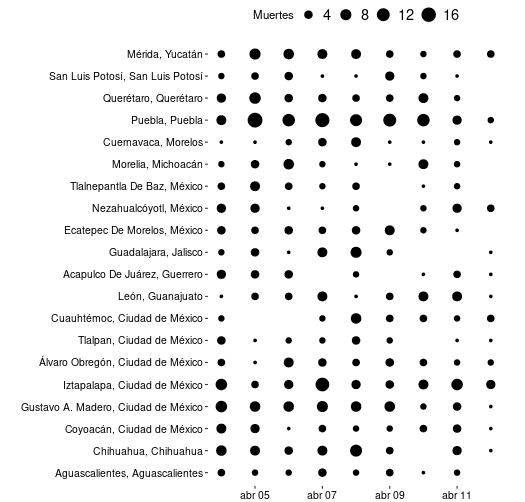 Muertes 4 8 12 16
Mérida, Yucatán
San Luis Potosí, San Luis Potosí
Querétaro, Querétaro
Puebla, Puebla
Cuernavaca, Morelos
Morelia, Michoacán
Tlalnepantla De Baz, México
Nezahualcóyotl, México
Ecatepec De Morelos, México
Guadalajara, Jalisco
Acapulco De Juárez, Guerrero
León, Guanajuato
Cuauhtémoc, Ciudad de México
Tlalpan, Ciudad de México
Álvaro Obregón, Ciudad de México
Iztapalapa, Ciudad de México
Gustavo A. Madero, Ciudad de México
Coyoacán, Ciudad de México
Chihuahua, Chihuahua
Aguascalientes, Aguascalientes
abr 05 abr 07 abr 09 abr 11